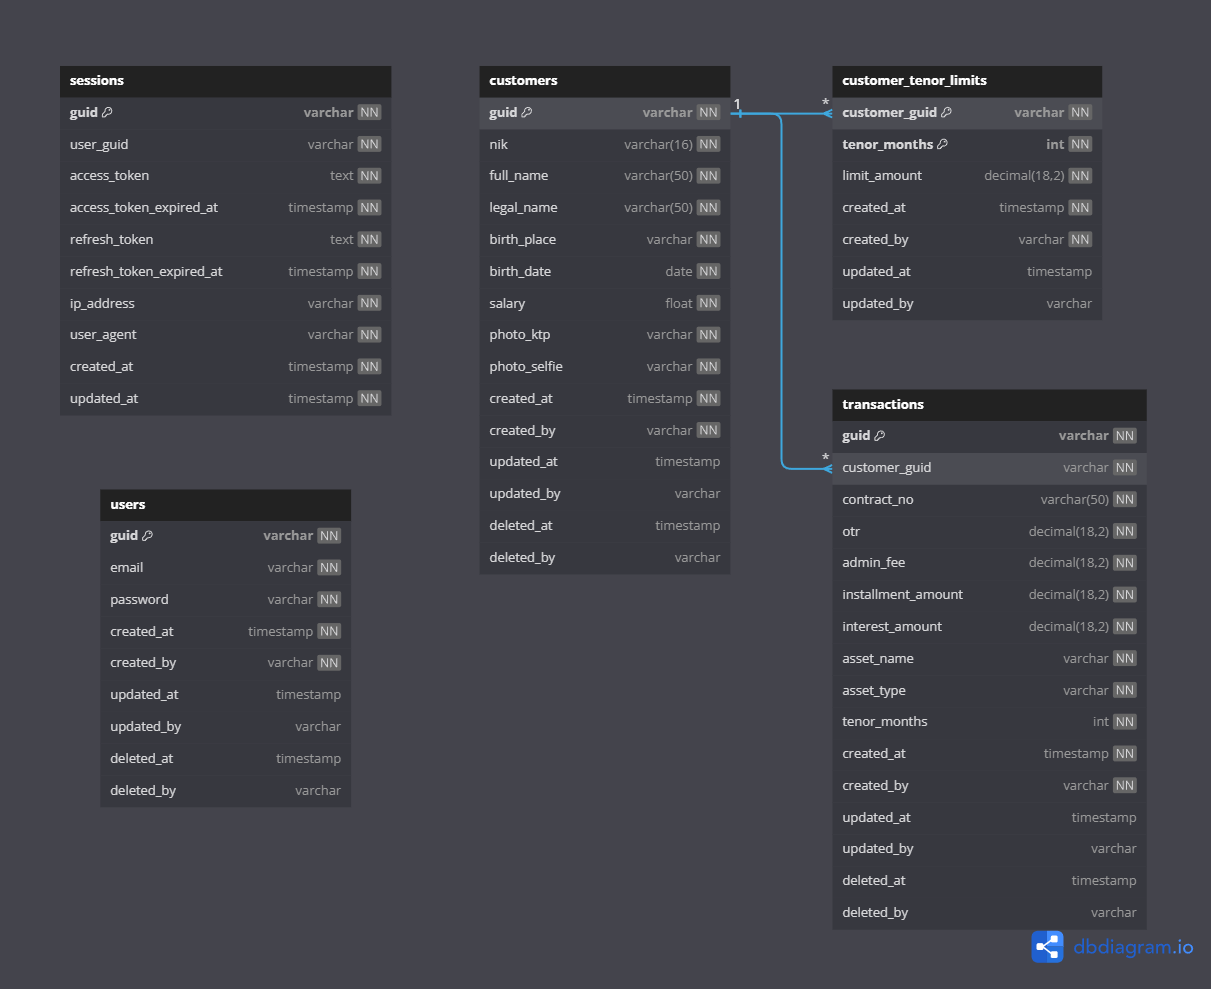 sessions
guid varchar NN
user_guid varchar NN
access_token text NN
access_token_expired_at timestamp NN
refresh_token text NN
refresh_token_expired_at timestamp NN
ip_address varchar NN
user_agent varchar NN
created_at timestamp NN
updated_at timestamp NN
users
guid varchar NN
email varchar NN
password varchar NN
created_at timestamp NN
created_by varchar NN
updated_at timestamp
updated_by varchar
deleted_at timestamp
deleted_by varchar
customers
guid varchar NN
nik varchar(16) NN
full_name varchar(50) NN
legal_name varchar(50) NN
birth_place varchar NN
birth_date date NN
salary float NN
photo_ktp varchar NN
photo_selfie varchar NN
created_at timestamp NN
created_by varchar NN
updated_at timestamp
updated_by varchar
deleted_at timestamp
deleted_by varchar
1 *
customer_tenor_limits
customer_guid varchar NN
tenor_months int NN
limit_amount decimal(18,2) NN
created_at timestamp NN
created_by varchar NN
updated_at timestamp
updated_by varchar
*
transactions
guid varchar NN
customer_guid varchar NN
contract_no varchar(50) NN
otr decimal(18,2) NN
admin_fee decimal(18,2) NN
installment_amount decimal(18,2) NN
interest_amount decimal(18,2) NN
asset_name varchar NN
asset_type varchar NN
tenor_months int NN
created_at timestamp NN
created_by varchar NN
updated_at timestamp
updated_by varchar
deleted_at timestamp
deleted_by varchar
dbdiagram.io